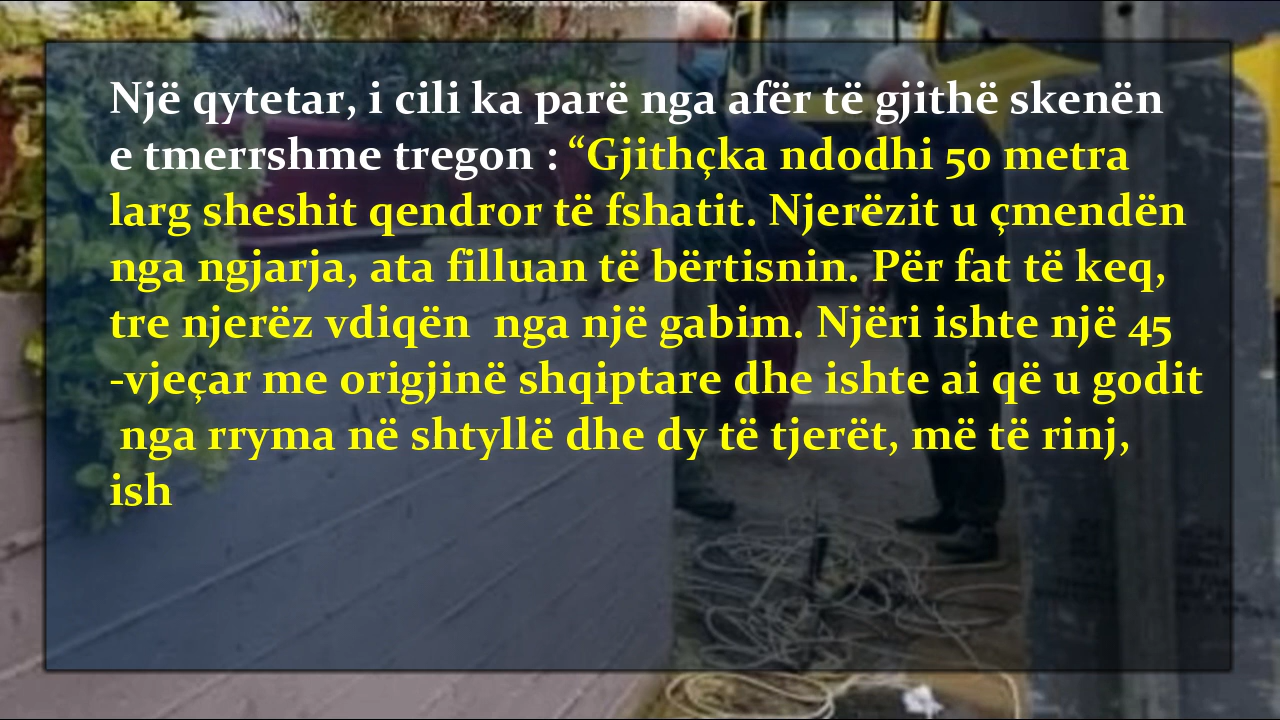 Një qytetar, i cili ka parë nga afër të gjithë skenën
e tmerrshme tregon : “Gjithçka ndodhi 50 metra
larg sheshit qendror të fshatit. Njerëzit u çmendën
nga ngjarja, ata filluan të bërtisnin. Për fat të keq,
tre njerëz vdiqën  nga një gabim. Njëri ishte një 45
-vjeçar me origjinë shqiptare dhe ishte ai që u godit
nga rryma në shtyllë dhe dy të tjerët, më të rinj,
ish